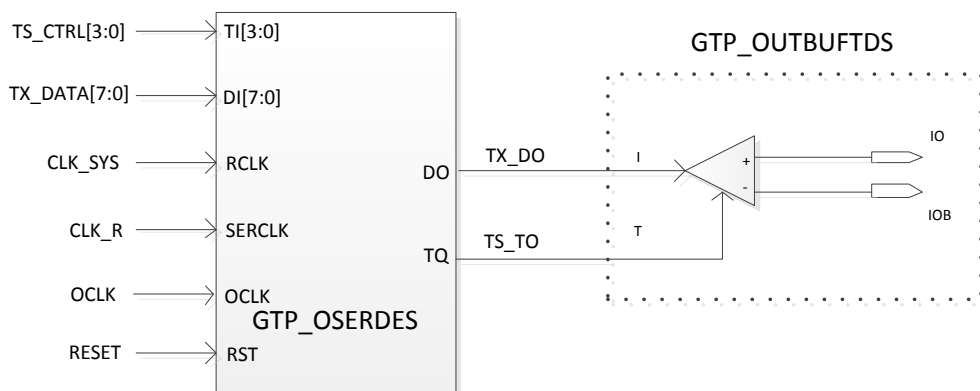 TS_CTRL[3:0]
TI[3:0]
GTP_OUTBUFTDS
TX_DATA[7:0]
DI[7:0]
IO
CLK_SYS
RCLK
DO
TX_DO
I
+
-
IOB
CLK_R
SERCLK
TQ
TS_TO
T
OCLK
OCLK
GTP_OSERDES
RESET
RST